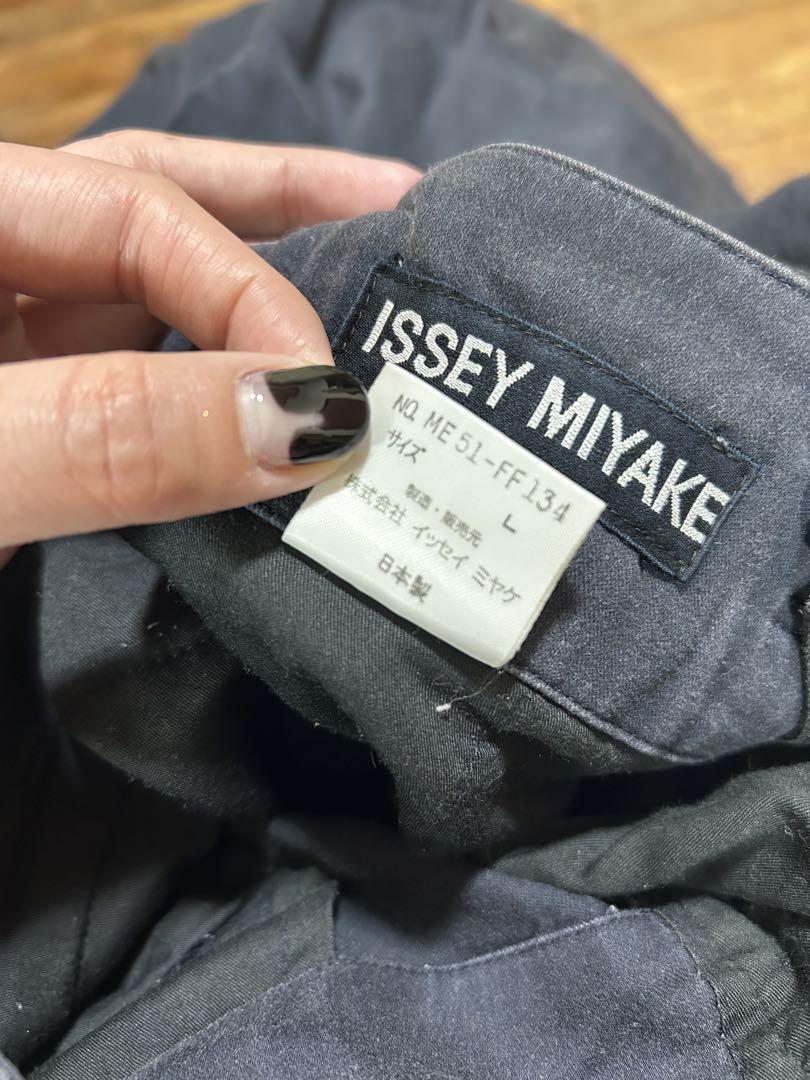 ISSEY MIYAKE
NO. ME51-FF134
サイズ L
製造・販売元
株式会社 イッセイ ミヤケ
日本製